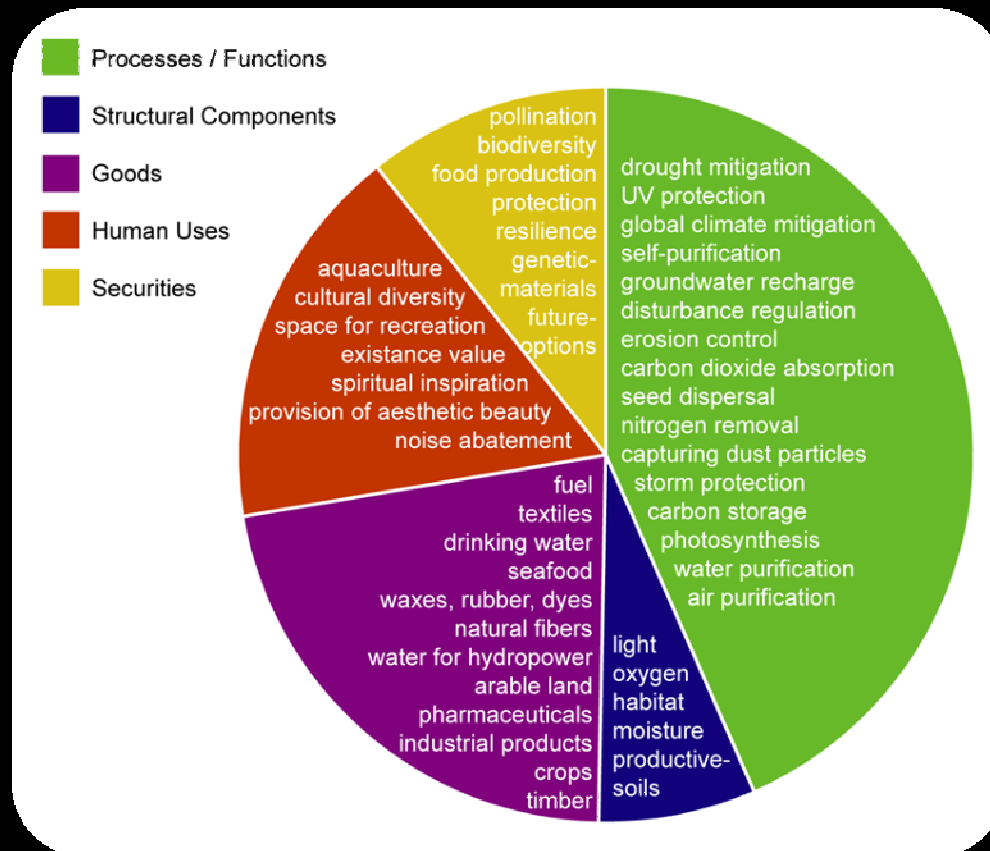 Processes / Functions
Structural Components
Goods
Human Uses
Securities
pollination
biodiversity
food production
protection
resilience
genetic-
materials
future-
options
drought mitigation
UV protection
global climate mitigation
self-purification
groundwater recharge
disturbance regulation
erosion control
carbon dioxide absorption
seed dispersal
nitrogen removal
capturing dust particles
storm protection
carbon storage
photosynthesis
water purification
air purification
aquaculture
cultural diversity
space for recreation
existance value
spiritual inspiration
provision of aesthetic beauty
noise abatement
fuel
textiles
drinking water
seafood
waxes, rubber, dyes
natural fibers
water for hydropower
arable land
pharmaceuticals
industrial products
crops
timber
light
oxygen
habitat
moisture
productive-
soils